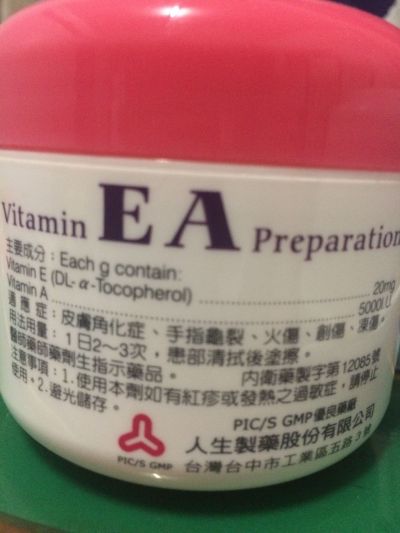 Vitamin EA Preparation
主要成分：Each g contain:
Vitamin E (DL-α-Tocopherol) ........ 20mg
Vitamin A ........ 5000I.U
適應症：皮膚角化症、手指龜裂、火傷、創傷、凍傷。
用法用量：1日2～3次，患部清拭後塗擦。
醫師藥師藥劑生指示藥品。 內衛藥製字第12085號
注意事項：1.使用本劑如有紅疹或發熱之過敏症，請停止
使用。2.避光儲存。
PIC/S GMP優良藥廠
人生製藥股份有限公司
PIC/S GMP
台灣台中市工業區五路3號